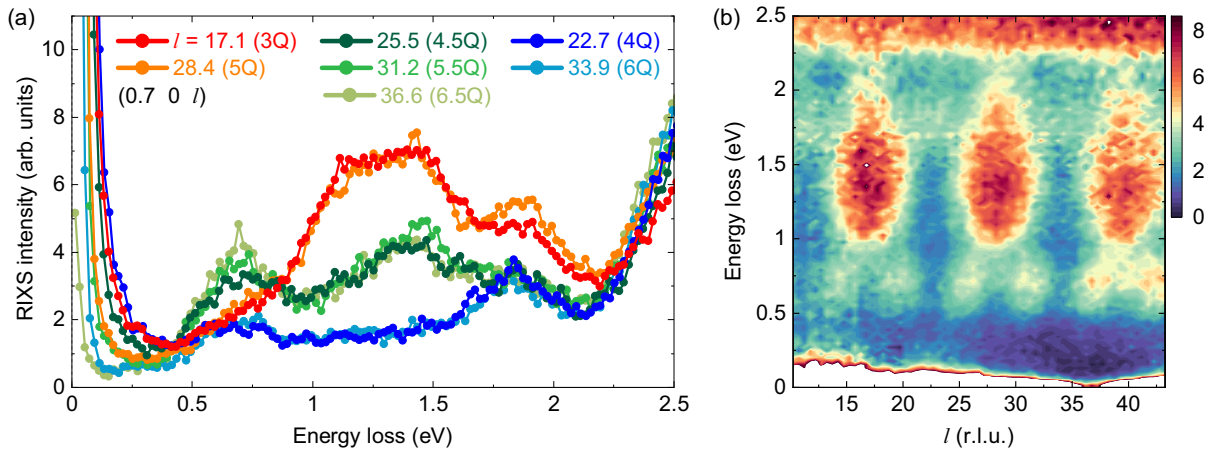 (a)
l = 17.1 (3Q) 25.5 (4.5Q) 22.7 (4Q)
28.4 (5Q) 31.2 (5.5Q) 33.9 (6Q)
(0.7 0 l) 36.6 (6.5Q)
RIXS intensity (arb. units)
10
8
6
4
2
0
0 0.5 1 1.5 2 2.5
Energy loss (eV)
(b)
Energy loss (eV)
2.5
2
1.5
1
0.5
0
15 20 25 30 35 40
l (r.l.u.)
8
6
4
2
0